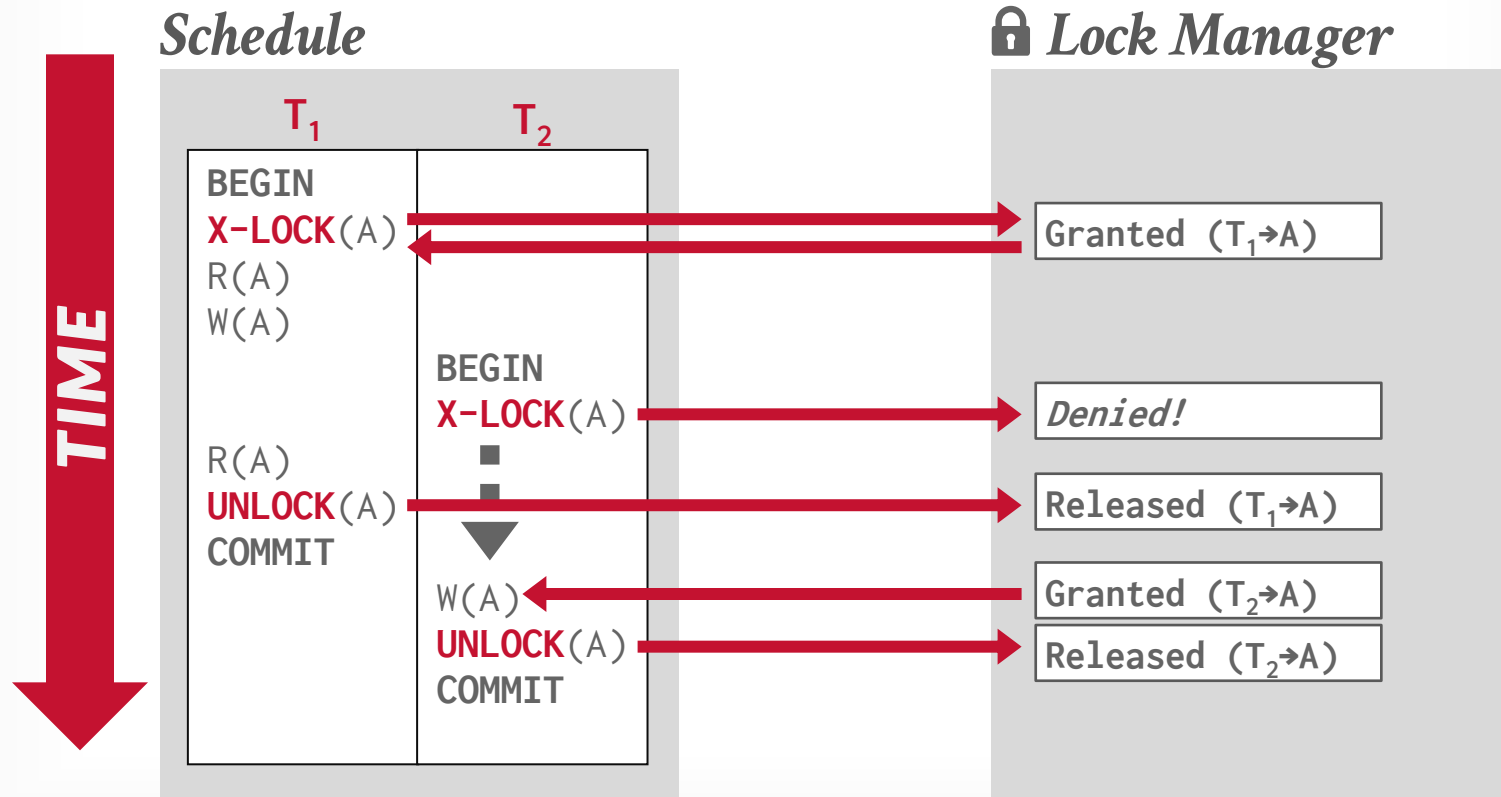 Schedule
Lock Manager
TIME
T1
T2
BEGIN
X-LOCK(A)
R(A)
W(A)
R(A)
UNLOCK(A)
COMMIT
BEGIN
X-LOCK(A)
W(A)
UNLOCK(A)
COMMIT
Granted (T1→A)
Denied!
Released (T1→A)
Granted (T2→A)
Released (T2→A)